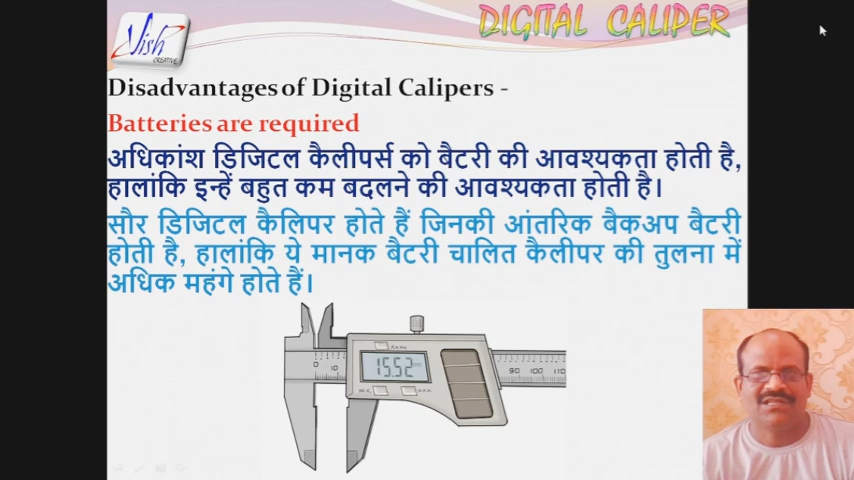 Vish
CREATIVE
DIGITAL CALIPER
Disadvantages of Digital Calipers -
Batteries are required
अधिकांश डिजिटल कैलीपर्स को बैटरी की आवश्यकता होती है,
हालांकि इन्हें बहुत कम बदलने की आवश्यकता होती है।
सौर डिजिटल कैलिपर होते हैं जिनकी आंतरिक बैकअप बैटरी
होती है, हालांकि ये मानक बैटरी चालित कैलीपर की तुलना में
अधिक महंगे होते हैं।
0 10 15.52 90 100 110